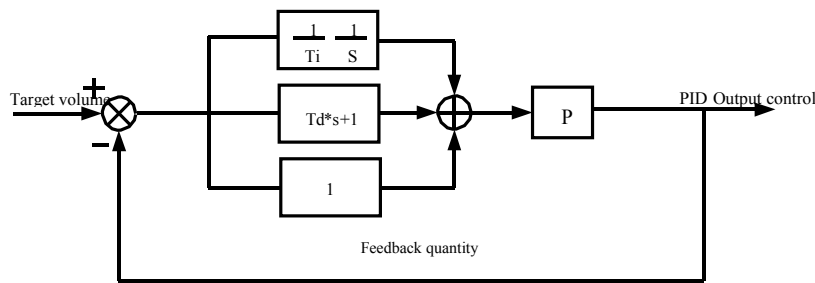 1 1
Ti S
+
Target volume
PID Output control
Td*s+1
P
−
1
Feedback quantity